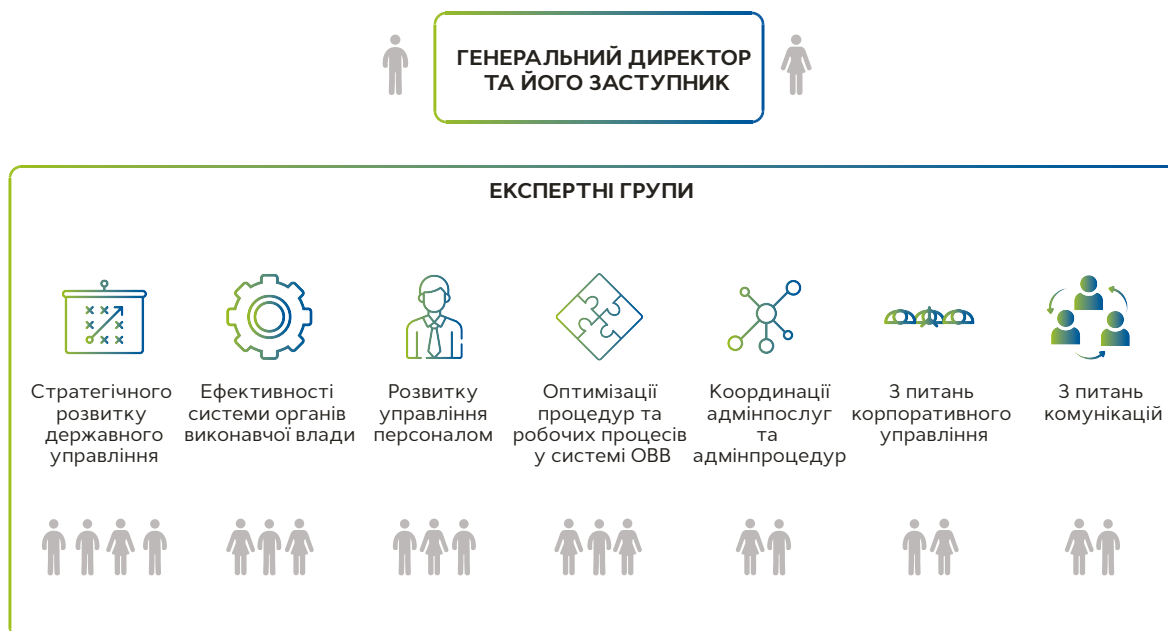 ГЕНЕРАЛЬНИЙ ДИРЕКТОР
ТА ЙОГО ЗАСТУПНИК
ЕКСПЕРТНІ ГРУПИ
Стратегічного
розвитку
державного
управління
Ефективності
системи органів
виконавчої влади
Розвитку
управління
персоналом
Оптимізації
процедур та
робочих процесів
у системі ОВВ
Координації
адмінпослуг
та
адмінпроцедур
З питань
корпоративного
управління
З питань
комунікацій